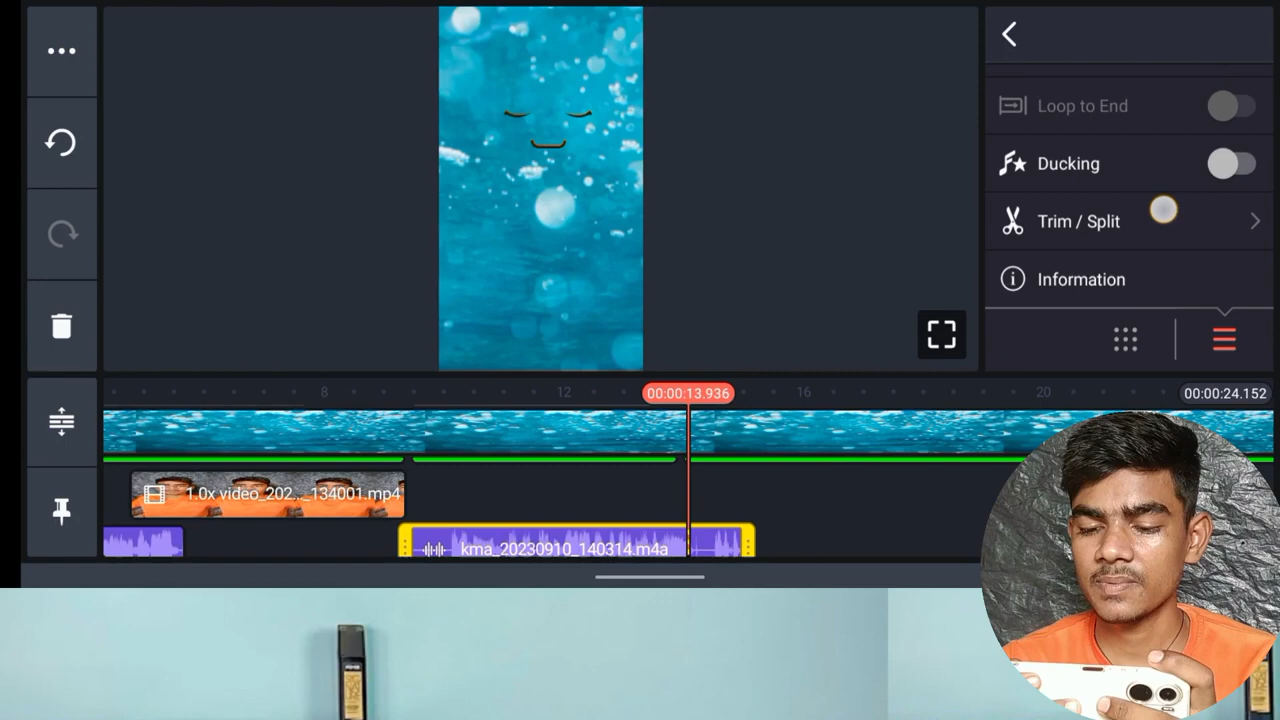 Loop to End
Ducking
Trim / Split
Information
8
12
00:00:13.936
16
20
00:00:24.152
1.0x video_202..._134001.mp4
kma_20230910_140314.m4a